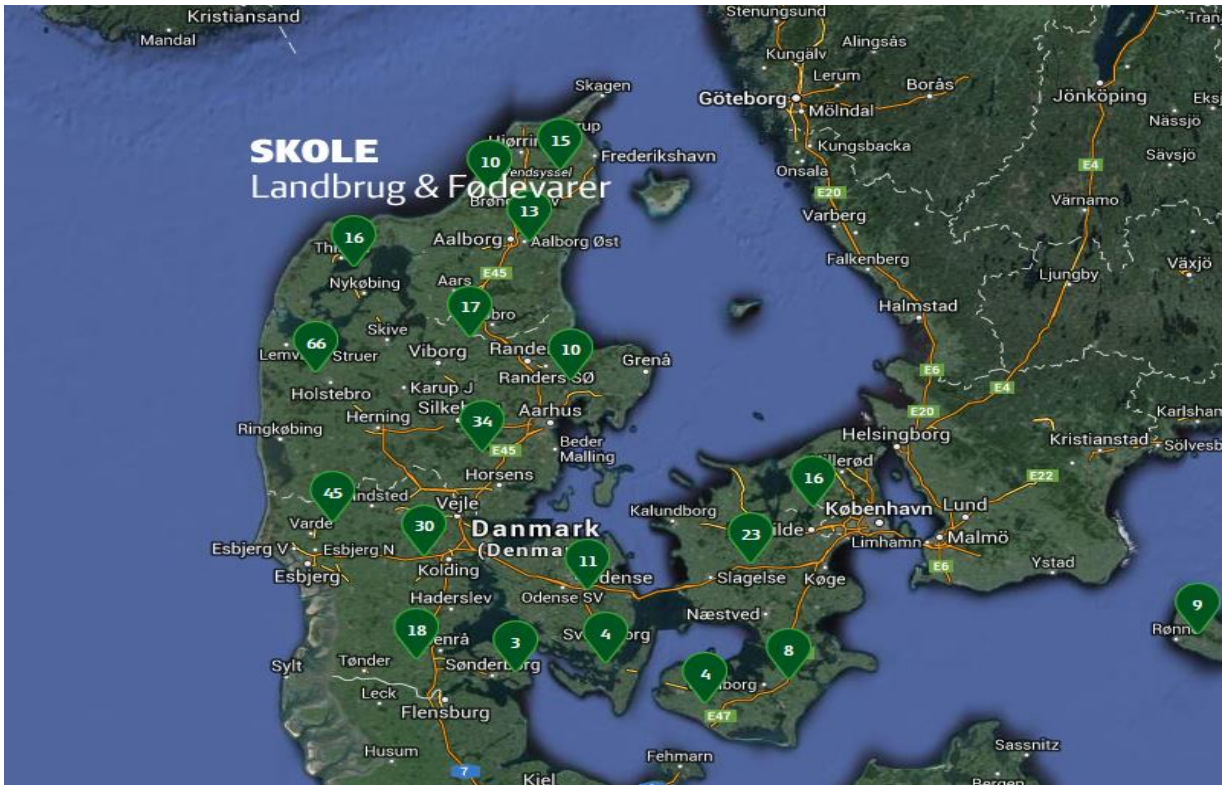 Kristiansand
Mandal
Stenungsund
Kungälv
Alingsås
Lerum
Borås
Göteborg
Mölndal
Jönköping
Nässjö
Skagen
Kungsbacka
Sävsjö
15
SKOLE
10
Frederikshavn
Onsala
E4
Landbrug & Fødevarer
E20
Värnamo
13
Varberg
16
Aalborg
Aalborg Øst
Falkenberg
Växjö
E45
Ljungby
Nykøbing
Aars
17
Halmstad
Skive
66
Struer
Viborg
10
Grenå
E6
Randers SØ
E4
Holstebro
Karup J
Aarhus
E20
Herning
34
Ringkøbing
Beder
Malling
Helsingborg
Kristianstad
E45
Horsens
E22
45
16
Vejle
Kalundborg
København
Lund
Varde
30
Danmark
23
Limhamn
Malmö
Esbjerg V
Esbjerg N
11
E6
Ystad
Esbjerg
Kolding
Slagelse
Køge
Odense SV
Haderslev
9
Næstved
18
3
4
8
Sylt
Tønder
Sønderborg
4
Leck
Flensburg
E47
Husum
Fehmarn
Sassnitz
7
Kiel